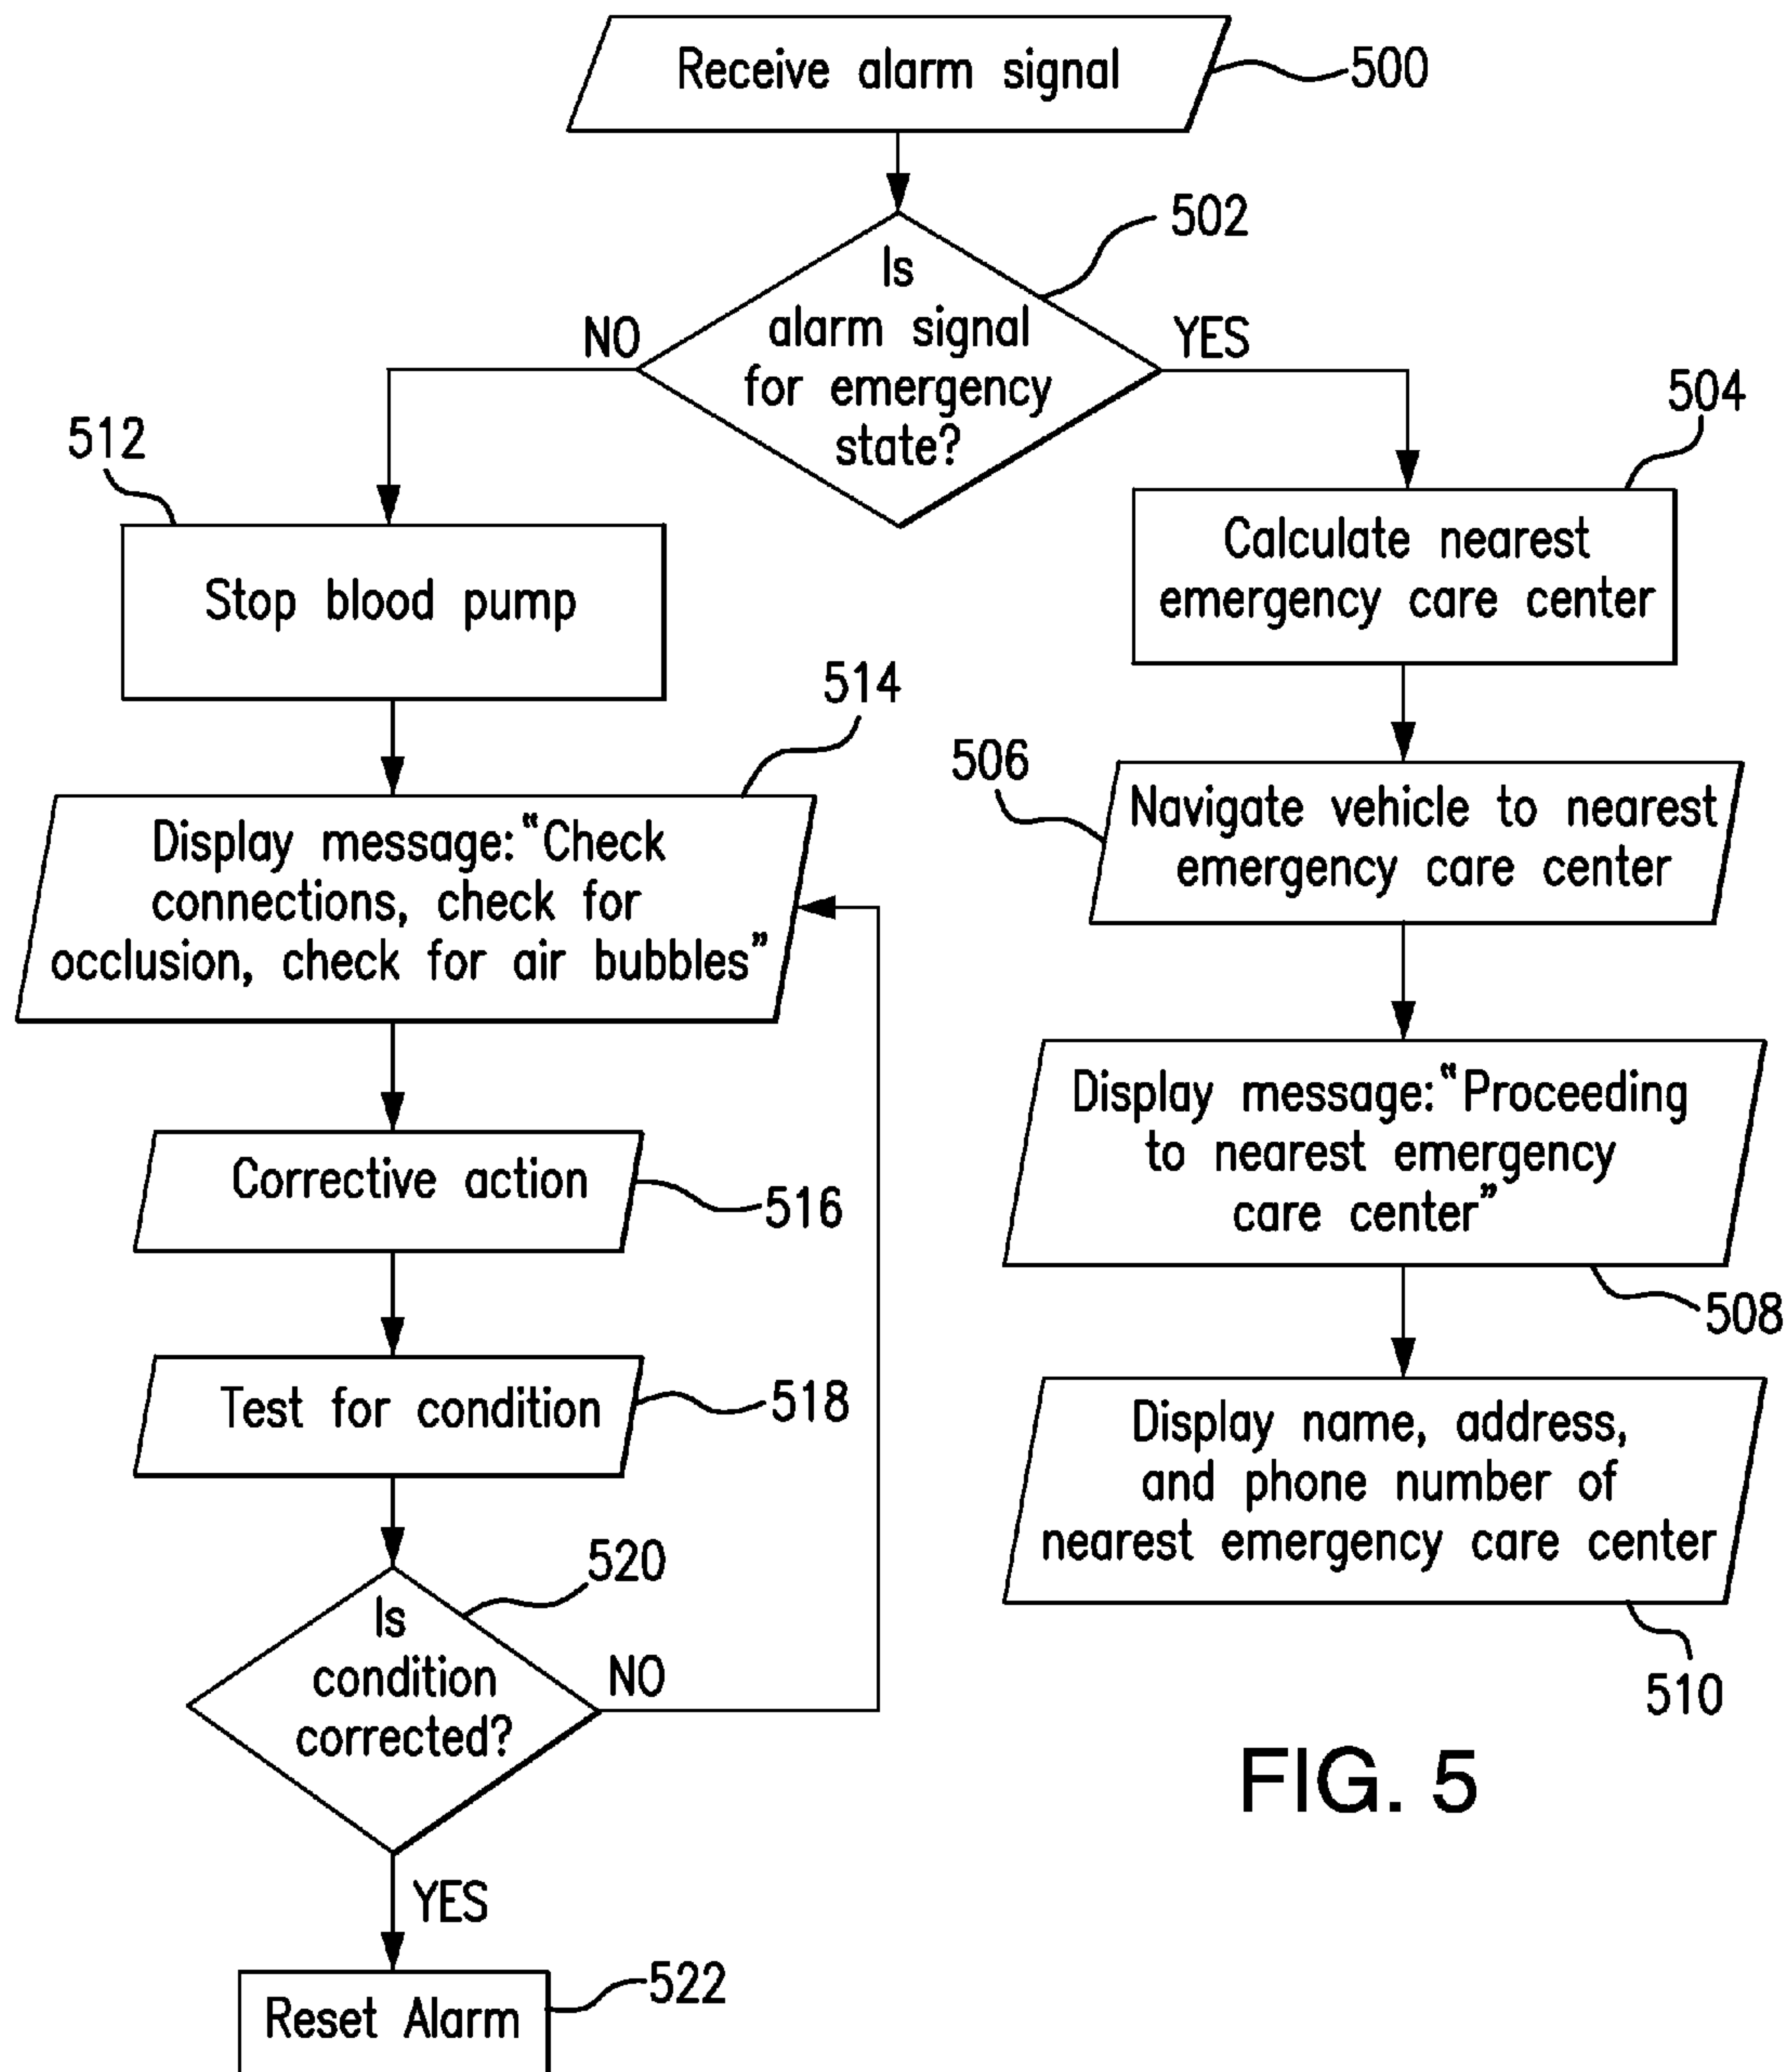 Receive alarm signal
500
502
Is
alarm signal
for emergency
state?
NO
YES
512
Stop blood pump
504
Calculate nearest
emergency care center
514
Display message: "Check
connections, check for
occlusion, check for air bubbles"
506
Navigate vehicle to nearest
emergency care center
Corrective action
516
Display message: "Proceeding
to nearest emergency
care center"
508
Test for condition
518
Display name, address,
and phone number of
nearest emergency care center
510
520
Is
condition
corrected?
NO
YES
Reset Alarm
522
FIG. 5